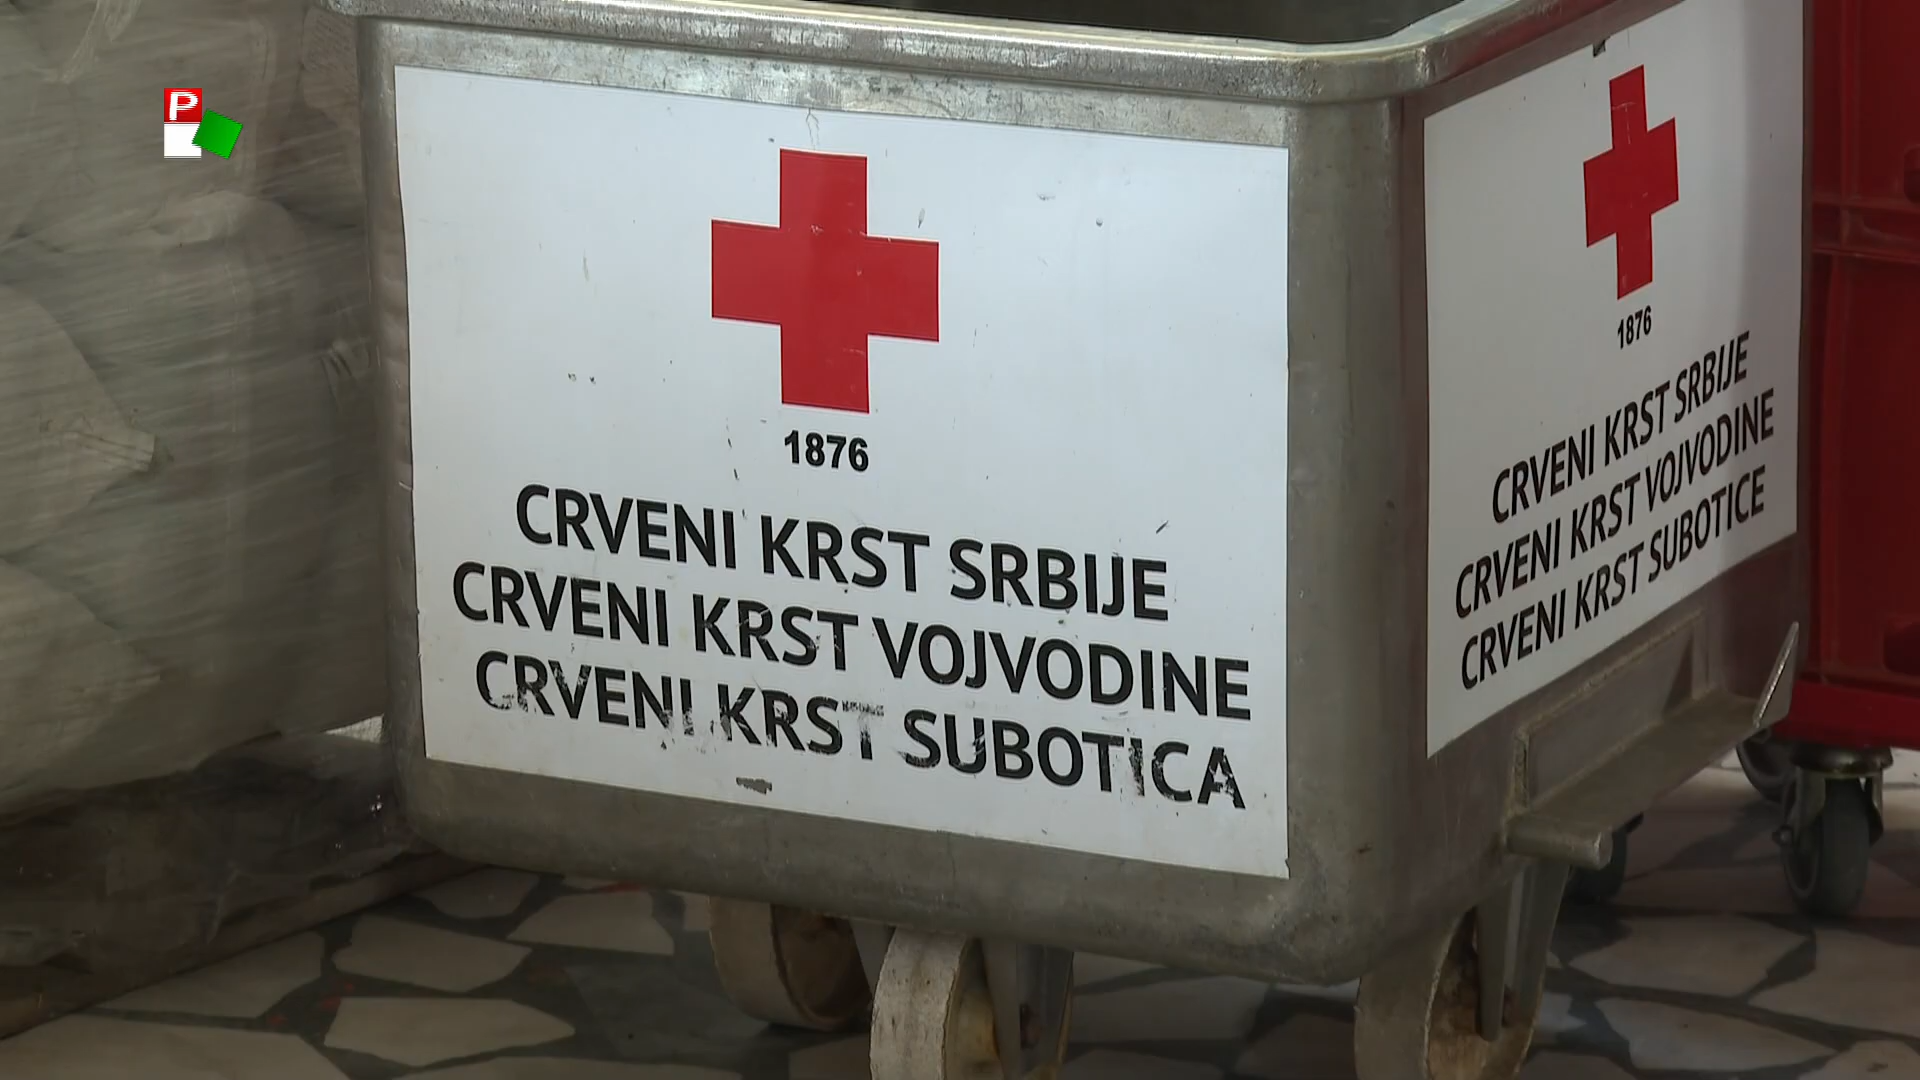 P
1876
CRVENI KRST SRBIJE
CRVENI KRST VOJVODINE
CRVENI KRST SUBOTICA
1876
CRVENI KRST SRBIJE
CRVENI KRST VOJVODINE
CRVENI KRST SUBOTICE